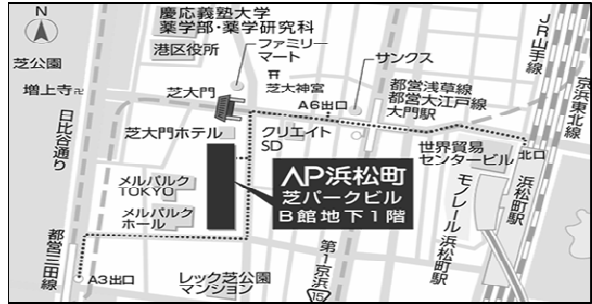 N
慶応義塾大学
薬学部・薬学研究科
港区役所
ファミリー
マート
サンクス
芝公園
増上寺卍
芝大門
芝大神宮
A6出口
都営浅草線
都営大江戸線
大門駅
JR山手線
京浜東北線
日比谷通り
芝大門ホテル
クリエイト
SD
世界貿易
センタービル
北口
メルパルク
TOKYO
メルパルク
ホール
AP浜松町
芝パークビル
B館地下1階
モノレール浜松町駅
浜松町駅
都営三田線
A3出口
レック芝公園
マンション
第1京浜
15